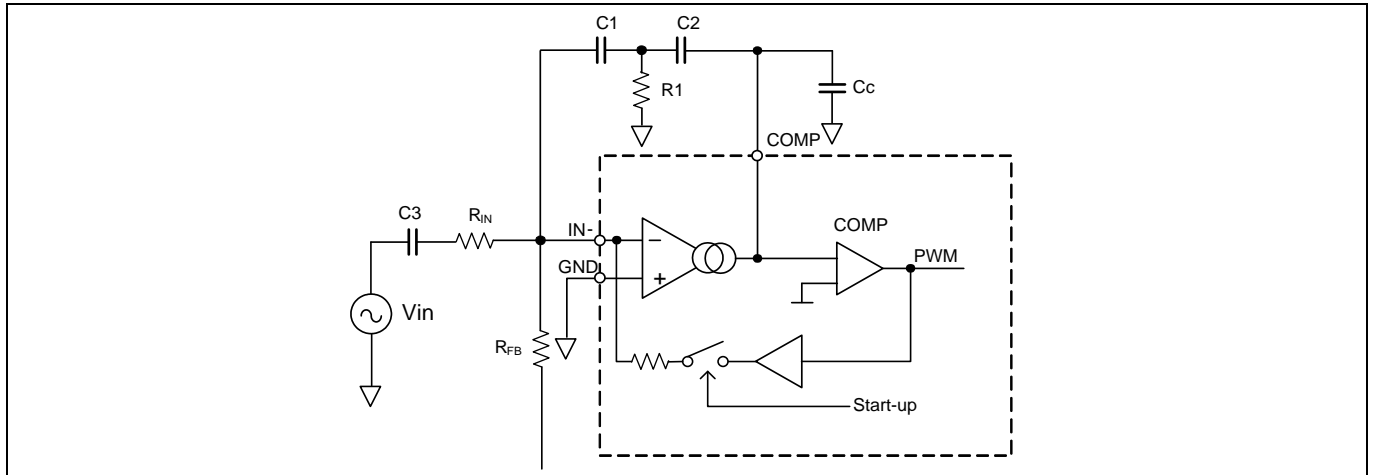 C1
C2
R1
Cc
COMP
C3
RIN
IN-
COMP
PWM
GND
Vin
RFB
Start-up